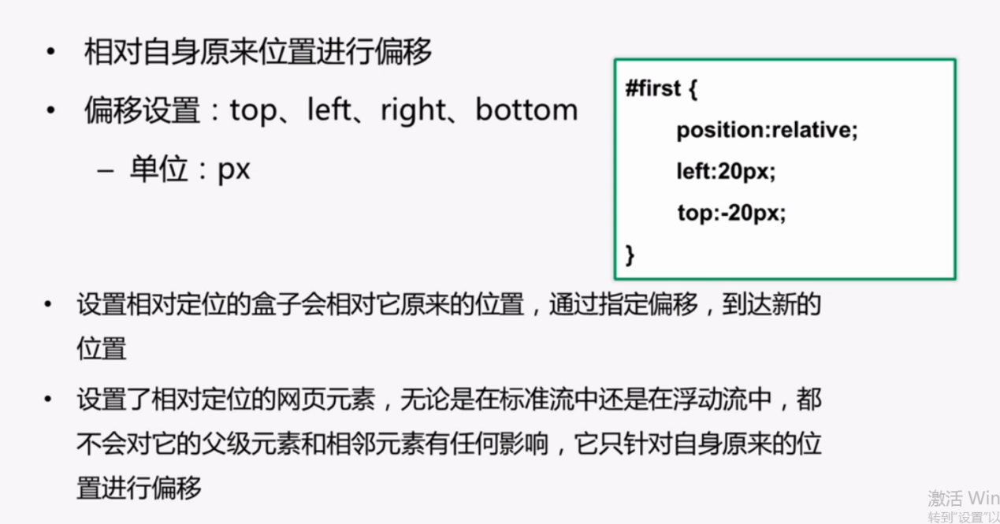 • 相对自身原来位置进行偏移
• 偏移设置：top、left、right、bottom
– 单位：px
#first {
position:relative;
left:20px;
top:-20px;
}
• 设置相对定位的盒子会相对它原来的位置，通过指定偏移，到达新的
位置
• 设置了相对定位的网页元素，无论是在标准流中还是在浮动流中，都
不会对它的父级元素和相邻元素有任何影响，它只针对自身原来的位
置进行偏移
激活 Win
转到"设置"以